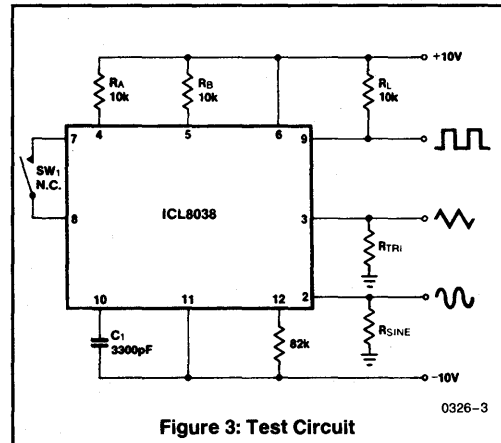 +10V
RA
10k
RB
10k
RL
10k
7
4
5
6
9
SW1
N.C.
ICL8038
3
8
RTRI
2
10
11
12
C1
3300pF
82k
RSINE
-10V
0326-3
Figure 3: Test Circuit